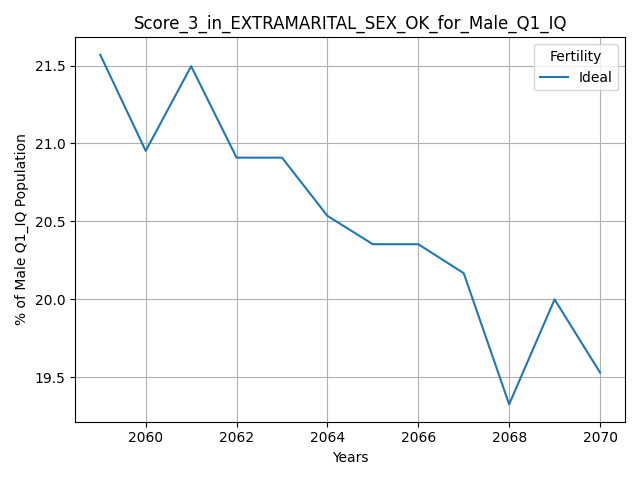 Score_3_in_EXTRAMARITAL_SEX_OK_for_Male_Q1_IQ
Fertility
Ideal
% of Male Q1_IQ Population
21.5
21.0
20.5
20.0
19.5
2060 2062 2064 2066 2068 2070
Years